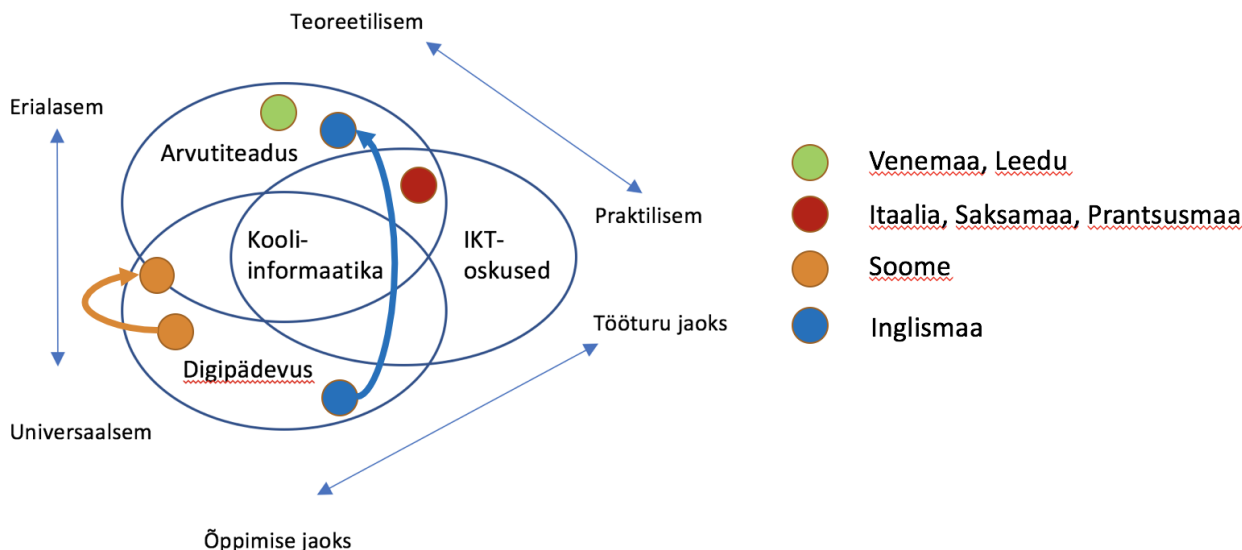 Teoreetilisem
Erialasem
Arvutiteadus
Kooli-
informaatika
IKT-
oskused
Praktilisem
Tööturu jaoks
Digipädevus
Universaalsem
Õppimise jaoks
Venemaa, Leedu
Itaalia, Saksamaa, Prantsusmaa
Soome
Inglismaa